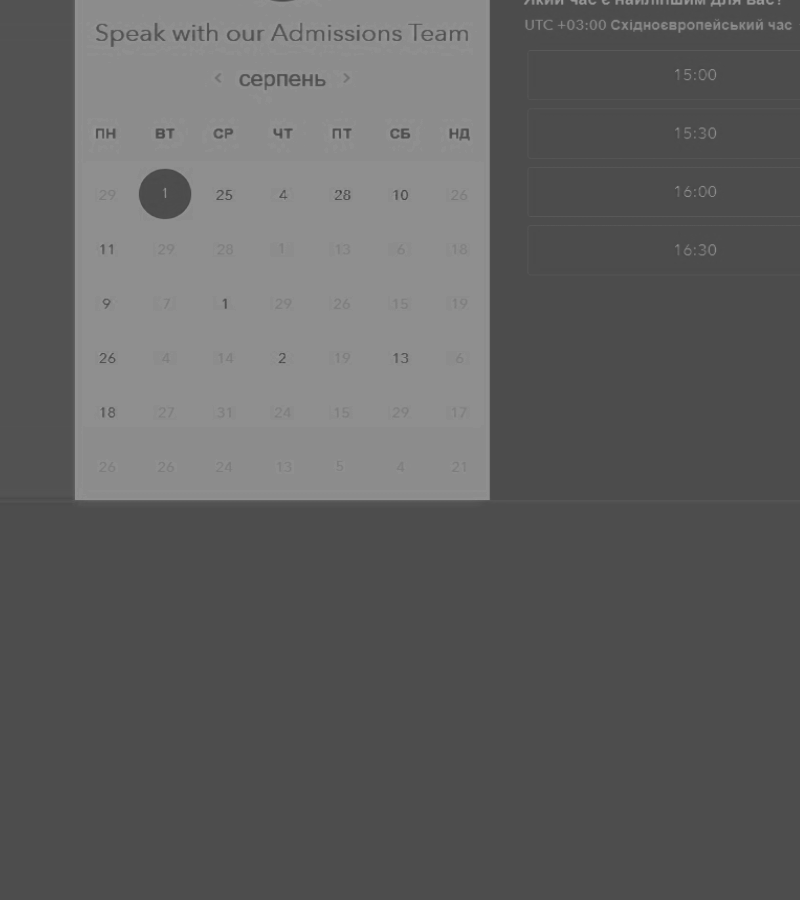 Speak with our Admissions Team
< серпень >
ПН ВТ СР ЧТ ПТ СБ НД
29 1 25 4 28 10 26
11 29 28 1 13 6 18
9 7 1 29 26 15 19
26 4 14 2 19 13 6
18 27 31 24 15 29 17
26 26 24 13 5 4 21
Який час є найліпшим для вас?
UTC +03:00 Східноєвропейський час
15:00
15:30
16:00
16:30